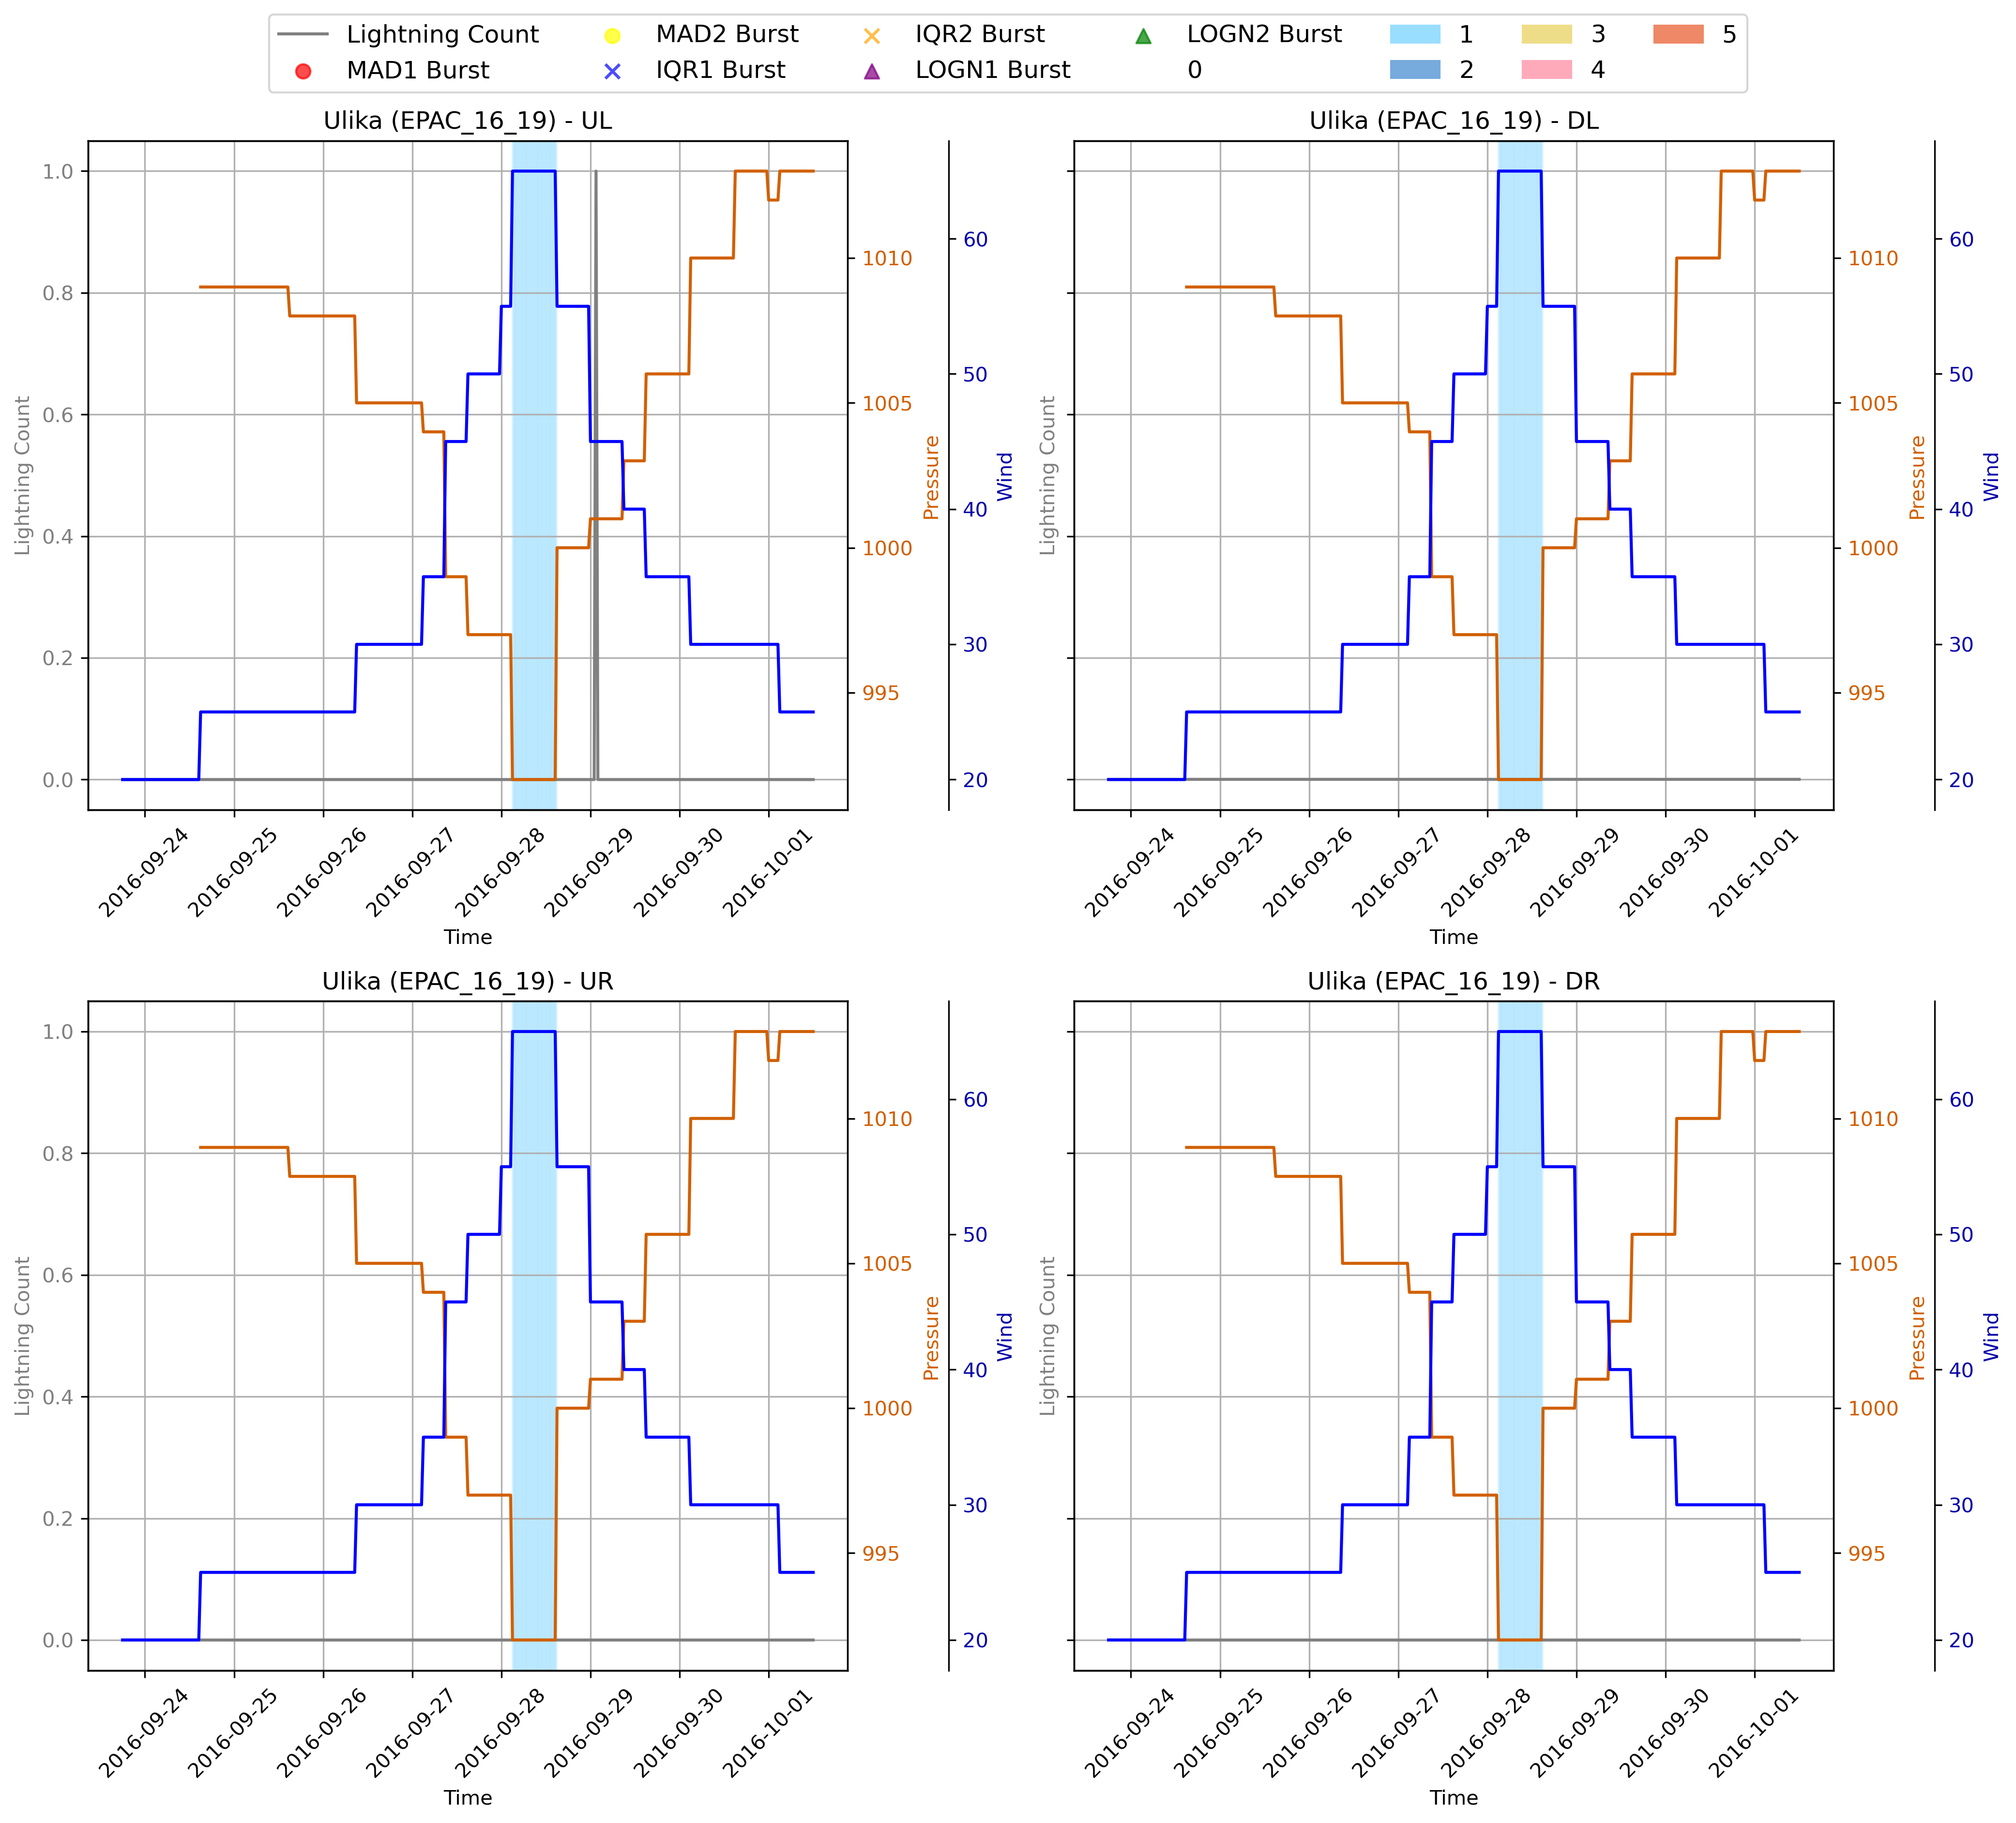 Lightning Count MAD2 Burst IQR2 Burst LOGN2 Burst 1 3 5
MAD1 Burst IQR1 Burst LOGN1 Burst 0 2 4
Ulika (EPAC_16_19) - UL
Lightning Count
1.0
0.8
0.6
0.4
0.2
0.0
1010
1005
1000
995
Pressure
60
50
40
30
20
Wind
2016-09-24 2016-09-25 2016-09-26 2016-09-27 2016-09-28 2016-09-29 2016-09-30 2016-10-01
Time
Ulika (EPAC_16_19) - DL
Lightning Count
1010
1005
1000
995
Pressure
60
50
40
30
20
Wind
2016-09-24 2016-09-25 2016-09-26 2016-09-27 2016-09-28 2016-09-29 2016-09-30 2016-10-01
Time
Ulika (EPAC_16_19) - UR
Lightning Count
1.0
0.8
0.6
0.4
0.2
0.0
1010
1005
1000
995
Pressure
60
50
40
30
20
Wind
2016-09-24 2016-09-25 2016-09-26 2016-09-27 2016-09-28 2016-09-29 2016-09-30 2016-10-01
Time
Ulika (EPAC_16_19) - DR
Lightning Count
1010
1005
1000
995
Pressure
60
50
40
30
20
Wind
2016-09-24 2016-09-25 2016-09-26 2016-09-27 2016-09-28 2016-09-29 2016-09-30 2016-10-01
Time